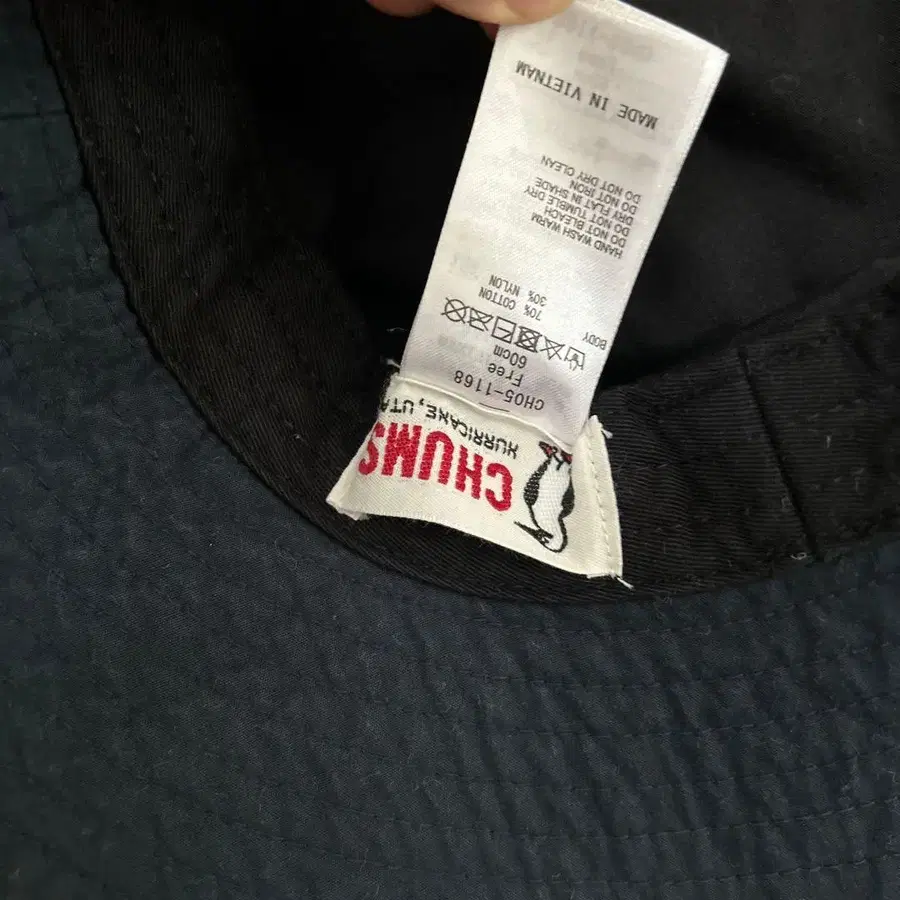 CHUMS
HURRICANE, UTA
CH05-1168
Free
60cm
BODY
70% COTTON
30% NYLON
HAND WASH WARM
DO NOT BLEACH
DO NOT TUMBLE DRY
DRY FLAT IN SHADE
DO NOT IRON
DO NOT DRY CLEAN
MADE IN VIETNAM